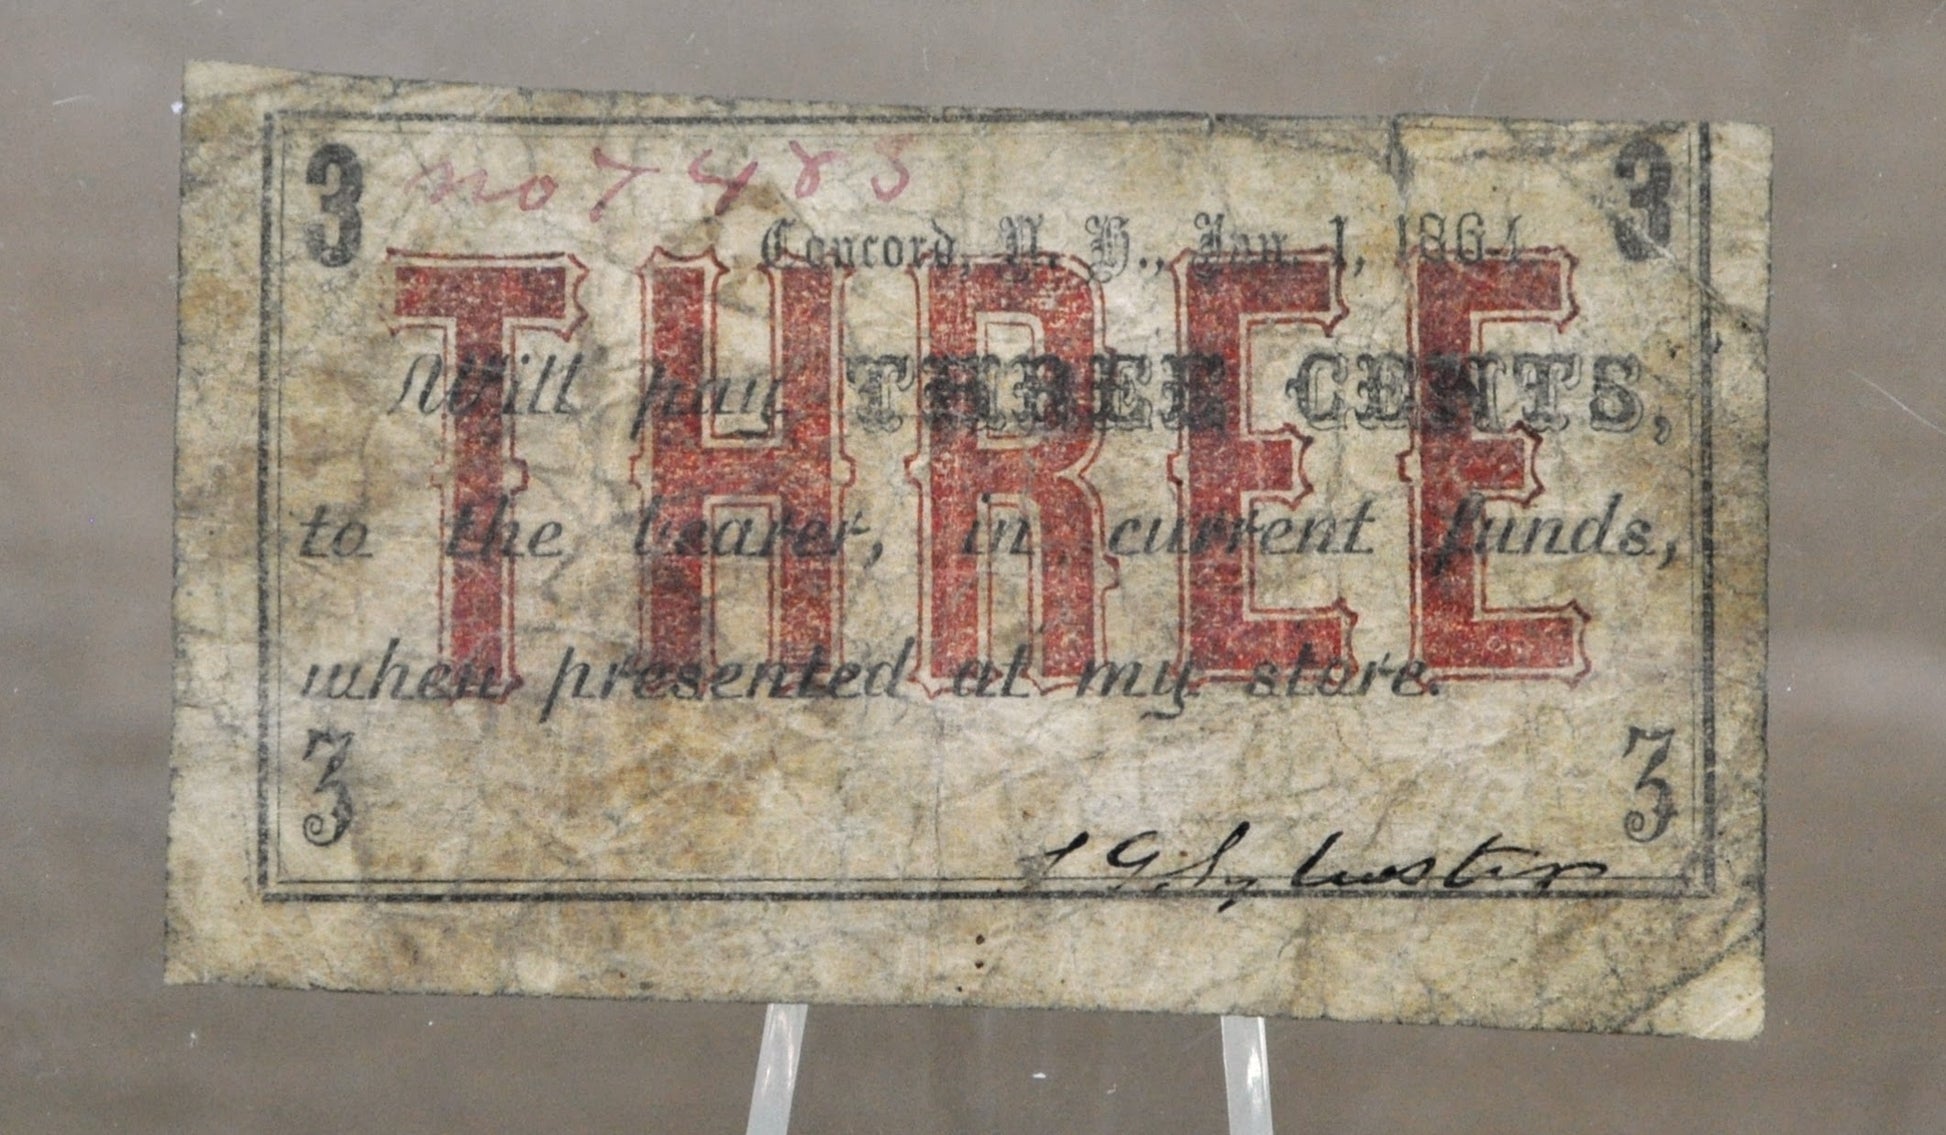 3 no 7485 3
Concord, N. H., Jan. 1, 1864.
THREE
Will pay THREE CENTS,
to the bearer, in current funds,
when presented at my store.
3 3
J G. Sylvester